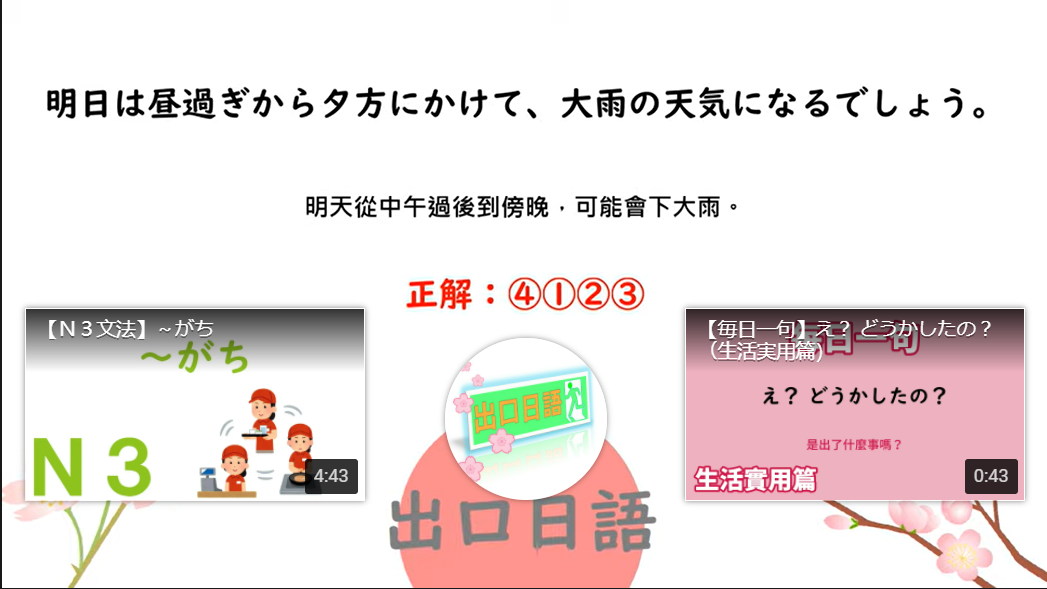 明日は昼過ぎから夕方にかけて、大雨の天気になるでしょう。
明天從中午過後到傍晚，可能會下大雨。
正解：④①②③
【Ｎ３文法】～がち
～がち
N 3
4:43
出口日語
出口日語
【毎日一句】え？ どうかしたの？
（生活実用篇）
毎日一句
え？ どうかしたの？
是出了什麼事嗎？
生活實用篇
0:43